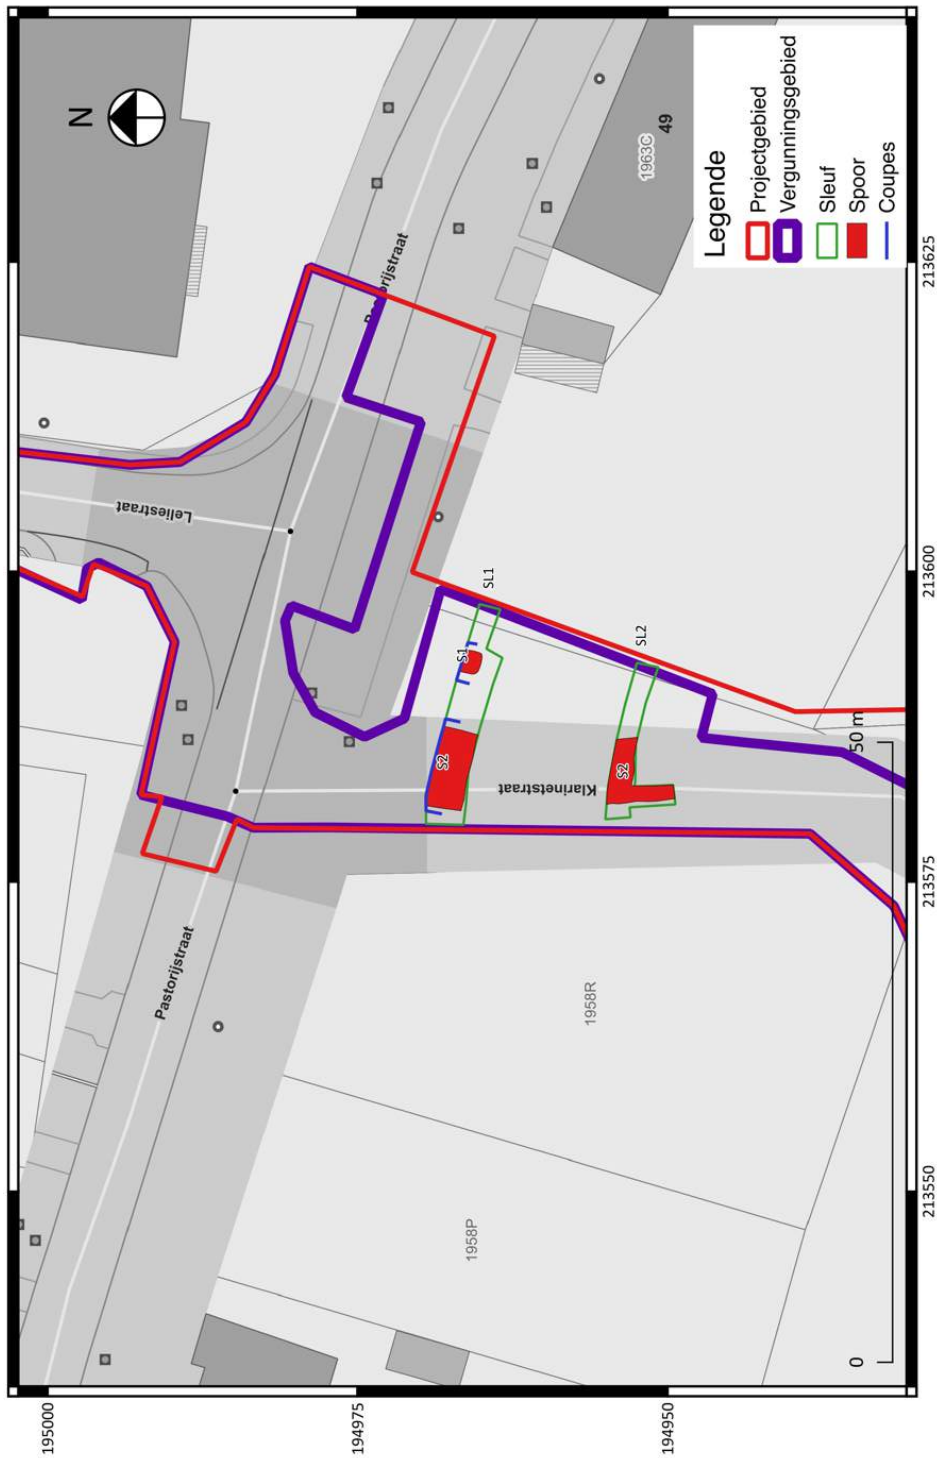 N
Legende
Projectgebied
Vergunningsgebied
Sleuf
Spoor
Coupes
1963C
49
Pastorijstraat
Leliestraat
SL1
S1
SL2
S2
S2
Klarinetstraat
Pastorijstraat
1958R
1958P
0
50 m
195000
194975
194950
213550
213575
213600
213625